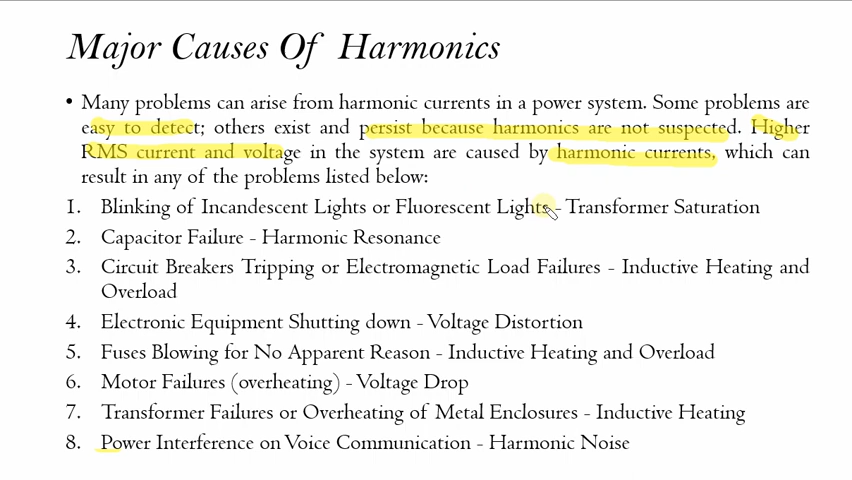 Major Causes Of Harmonics
• Many problems can arise from harmonic currents in a power system. Some problems are
easy to detect; others exist and persist because harmonics are not suspected. Higher
RMS current and voltage in the system are caused by harmonic currents, which can
result in any of the problems listed below:
1. Blinking of Incandescent Lights or Fluorescent Lights - Transformer Saturation
2. Capacitor Failure - Harmonic Resonance
3. Circuit Breakers Tripping or Electromagnetic Load Failures - Inductive Heating and
Overload
4. Electronic Equipment Shutting down - Voltage Distortion
5. Fuses Blowing for No Apparent Reason - Inductive Heating and Overload
6. Motor Failures (overheating) - Voltage Drop
7. Transformer Failures or Overheating of Metal Enclosures - Inductive Heating
8. Power Interference on Voice Communication - Harmonic Noise